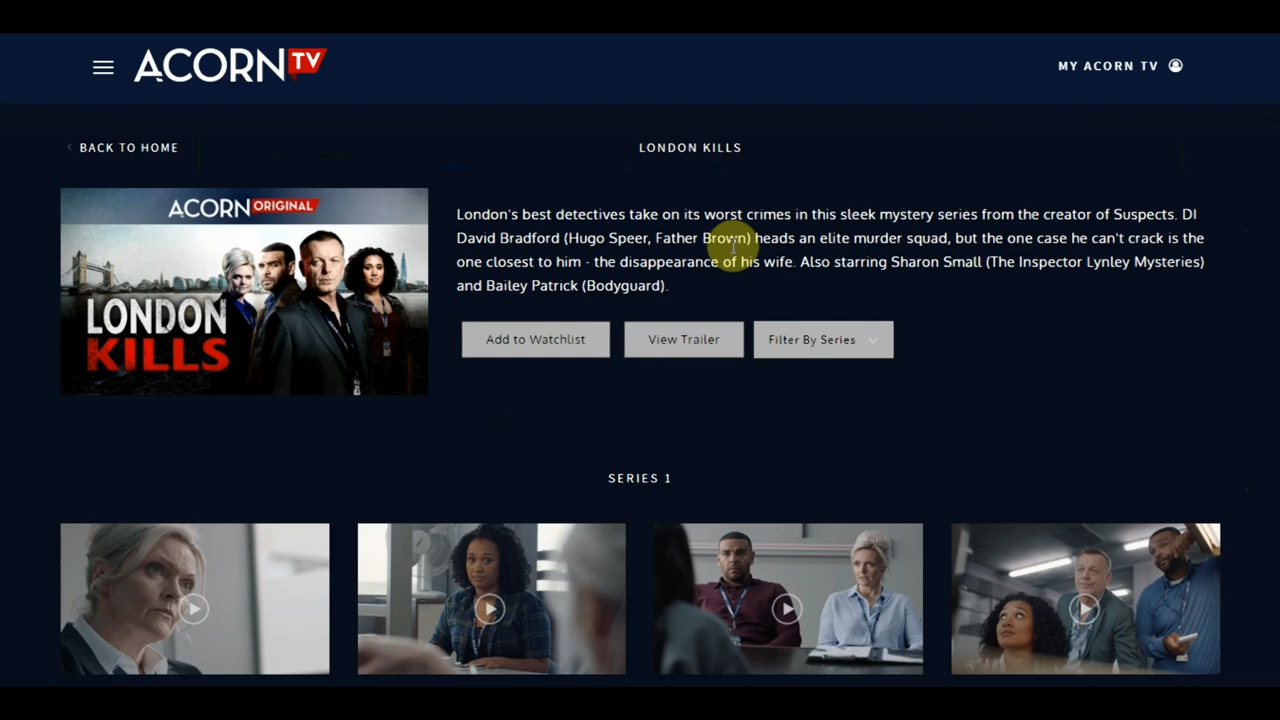 ACORN TV
MY ACORN TV
BACK TO HOME
LONDON KILLS
ACORN ORIGINAL
LONDON
KILLS
London's best detectives take on its worst crimes in this sleek mystery series from the creator of Suspects. DI
David Bradford (Hugo Speer, Father Brown) heads an elite murder squad, but the one case he can't crack is the
one closest to him - the disappearance of his wife. Also starring Sharon Small (The Inspector Lynley Mysteries)
and Bailey Patrick (Bodyguard).
Add to Watchlist
View Trailer
Filter By Series
SERIES 1